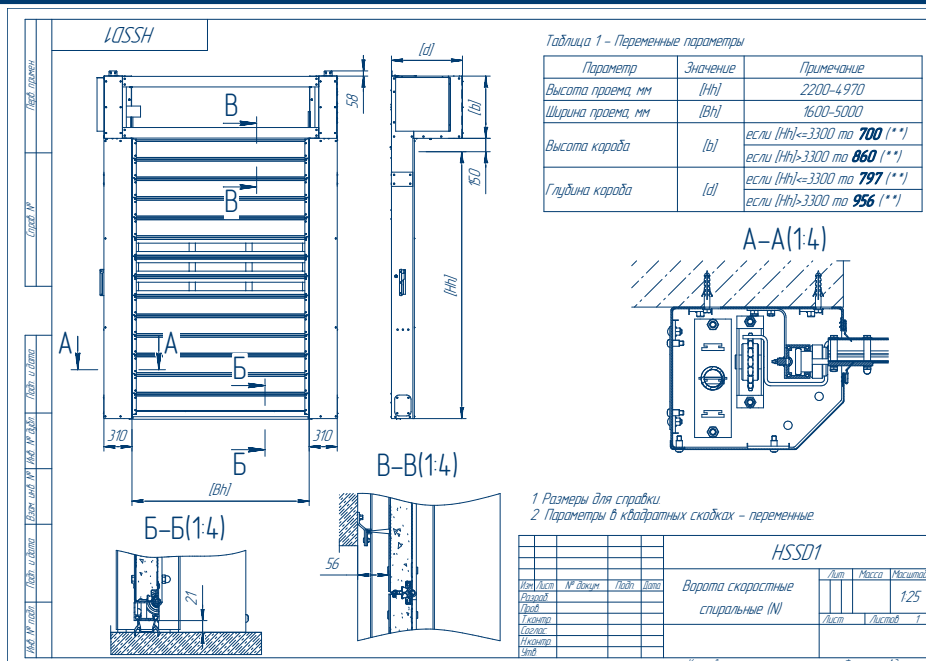 HSSD1
Перв. примен.
Справ. №
Подп. и дата
Инв. № дубл.
Взам. инв. №
Подп. и дата
Инв. № подл.
58
[d]
[b]
150
[Hh]
В
В
А
А
Б
Б
310
310
[Bh]
Таблица 1 – Переменные параметры
Параметр Значение Примечание
Высота проема, мм [Hh] 2200-4970
Ширина проема, мм [Bh] 1600-5000
Высота короба [b] если [Hh]<=3300 то 700 (**)
если [Hh]>3300 то 860 (**)
Глубина короба [d] если [Hh]<=3300 то 797 (**)
если [Hh]>3300 то 956 (**)
А-А(1:4)
В-В(1:4)
56
Б-Б(1:4)
21
1 Размеры для справки.
2 Параметры в квадратных скобках – переменные.
HSSD1
Изм. Лист № докум. Подп. Дата
Разраб.
Пров.
Т.контр.
Соглас.
Н.контр.
Утв.
Ворота скоростные
спиральные (N)
Лит. Масса Масштаб
1:25
Лист Листов 1